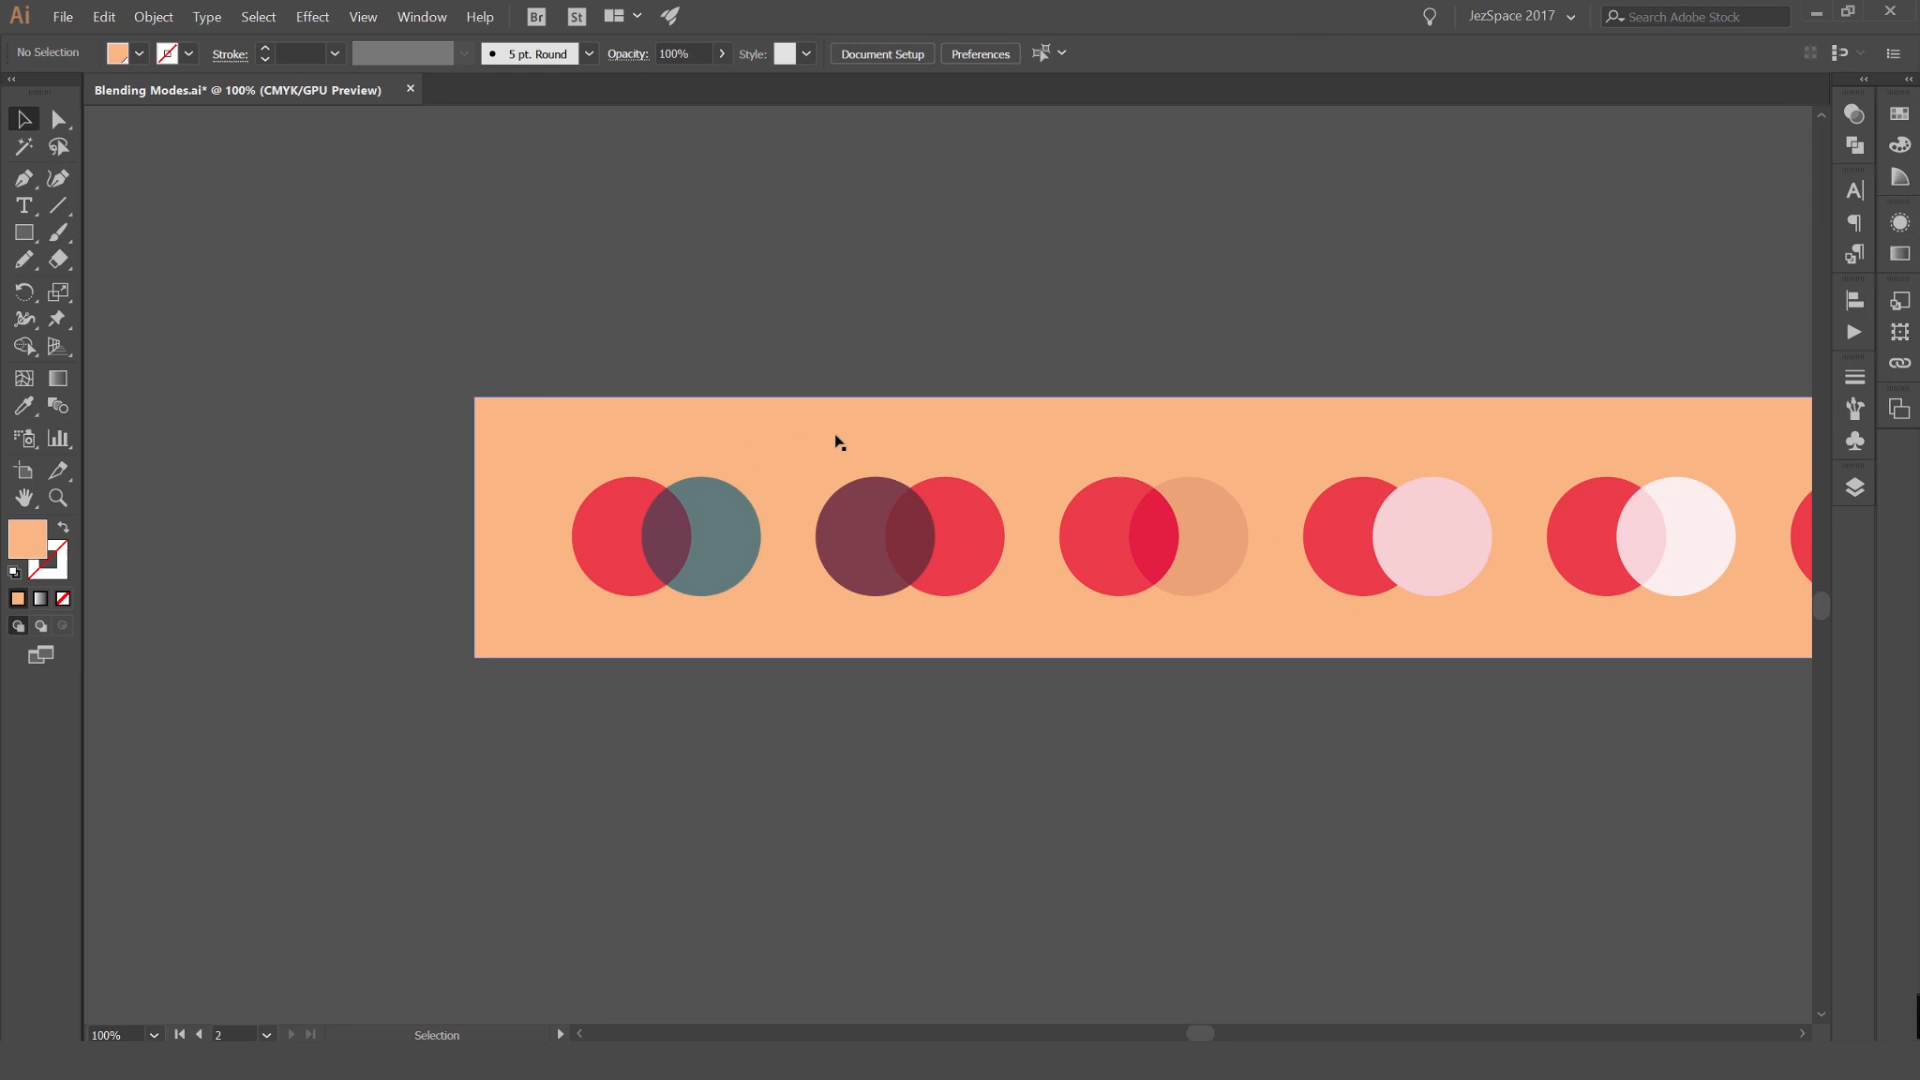 Ai File Edit Object Type Select Effect View Window Help Br St JezSpace 2017 Search Adobe Stock
No Selection Stroke: 5 pt. Round Opacity: 100% Style: Document Setup Preferences
Blending Modes.ai* @ 100% (CMYK/GPU Preview)
100% 2 Selection